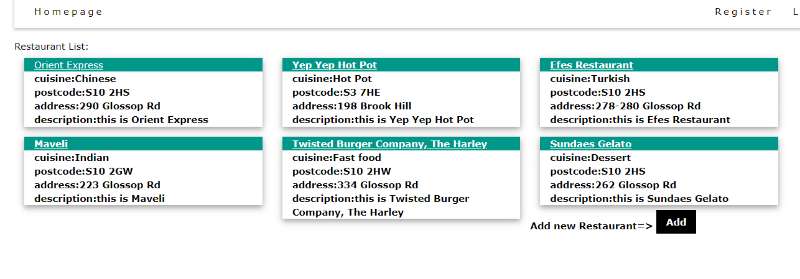 Homepage Register L
Restaurant List:
Orient Express
cuisine:Chinese
postcode:S10 2HS
address:290 Glossop Rd
description:this is Orient Express
Yep Yep Hot Pot
cuisine:Hot Pot
postcode:S3 7HE
address:198 Brook Hill
description:this is Yep Yep Hot Pot
Efes Restaurant
cuisine:Turkish
postcode:S10 2HS
address:278-280 Glossop Rd
description:this is Efes Restaurant
Maveli
cuisine:Indian
postcode:S10 2GW
address:223 Glossop Rd
description:this is Maveli
Twisted Burger Company, The Harley
cuisine:Fast food
postcode:S10 2HW
address:334 Glossop Rd
description:this is Twisted Burger
Company, The Harley
Sundaes Gelato
cuisine:Dessert
postcode:S10 2HS
address:262 Glossop Rd
description:this is Sundaes Gelato
Add new Restaurant=> Add